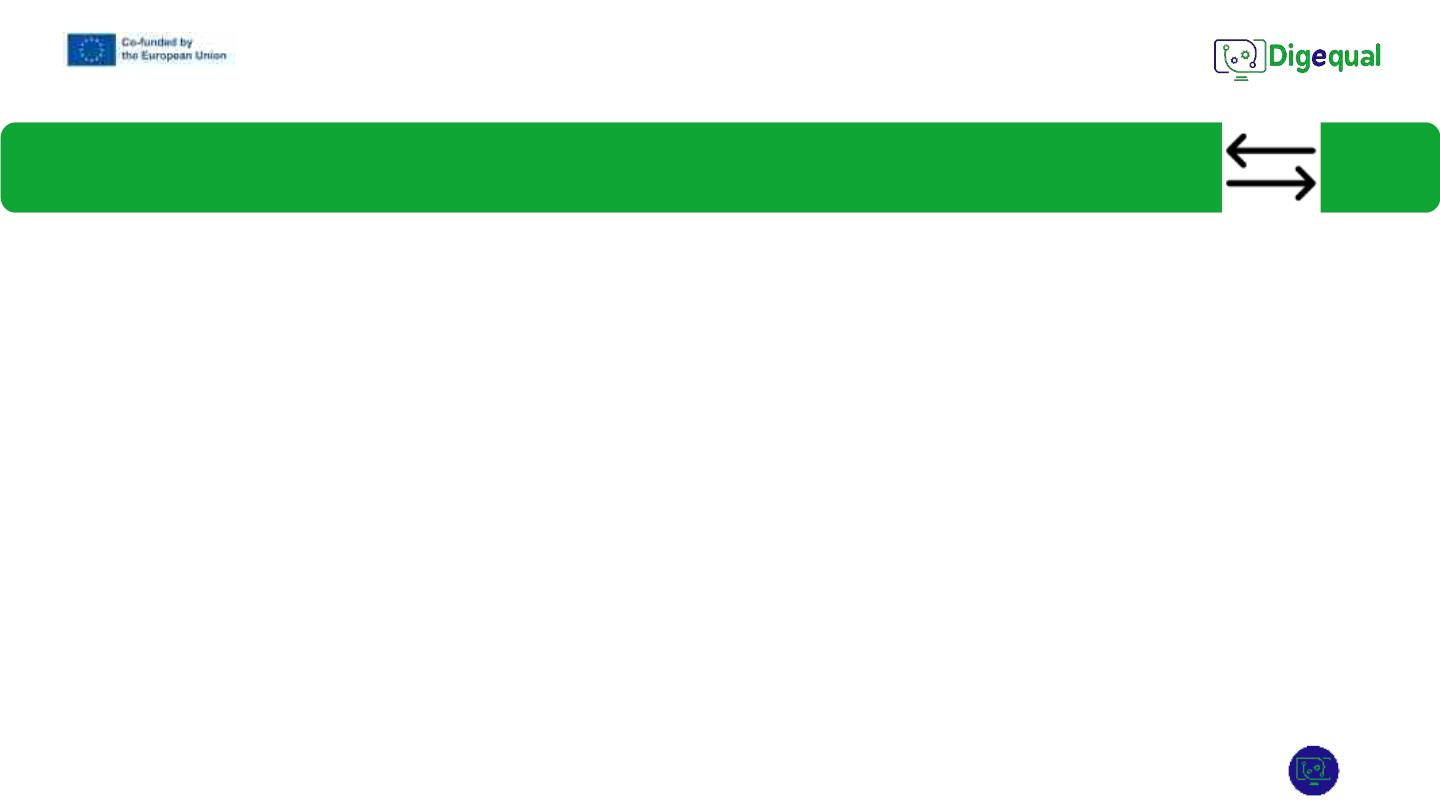 Co-funded by
the European Union
Digequal